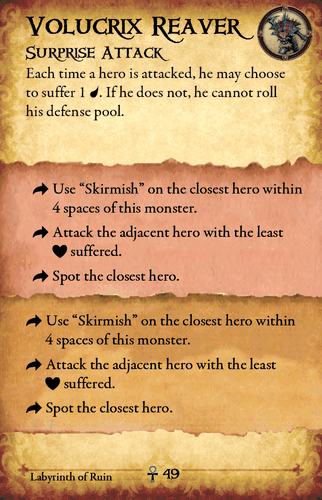 Volucrix Reaver
Surprise Attack
Each time a hero is attacked, he may choose
to suffer 1 . If he does not, he cannot roll
his defense pool.
Use “Skirmish” on the closest hero within
4 spaces of this monster.
Attack the adjacent hero with the least
suffered.
Spot the closest hero.
Use “Skirmish” on the closest hero within
4 spaces of this monster.
Attack the adjacent hero with the least
suffered.
Spot the closest hero.
Labyrinth of Ruin 49